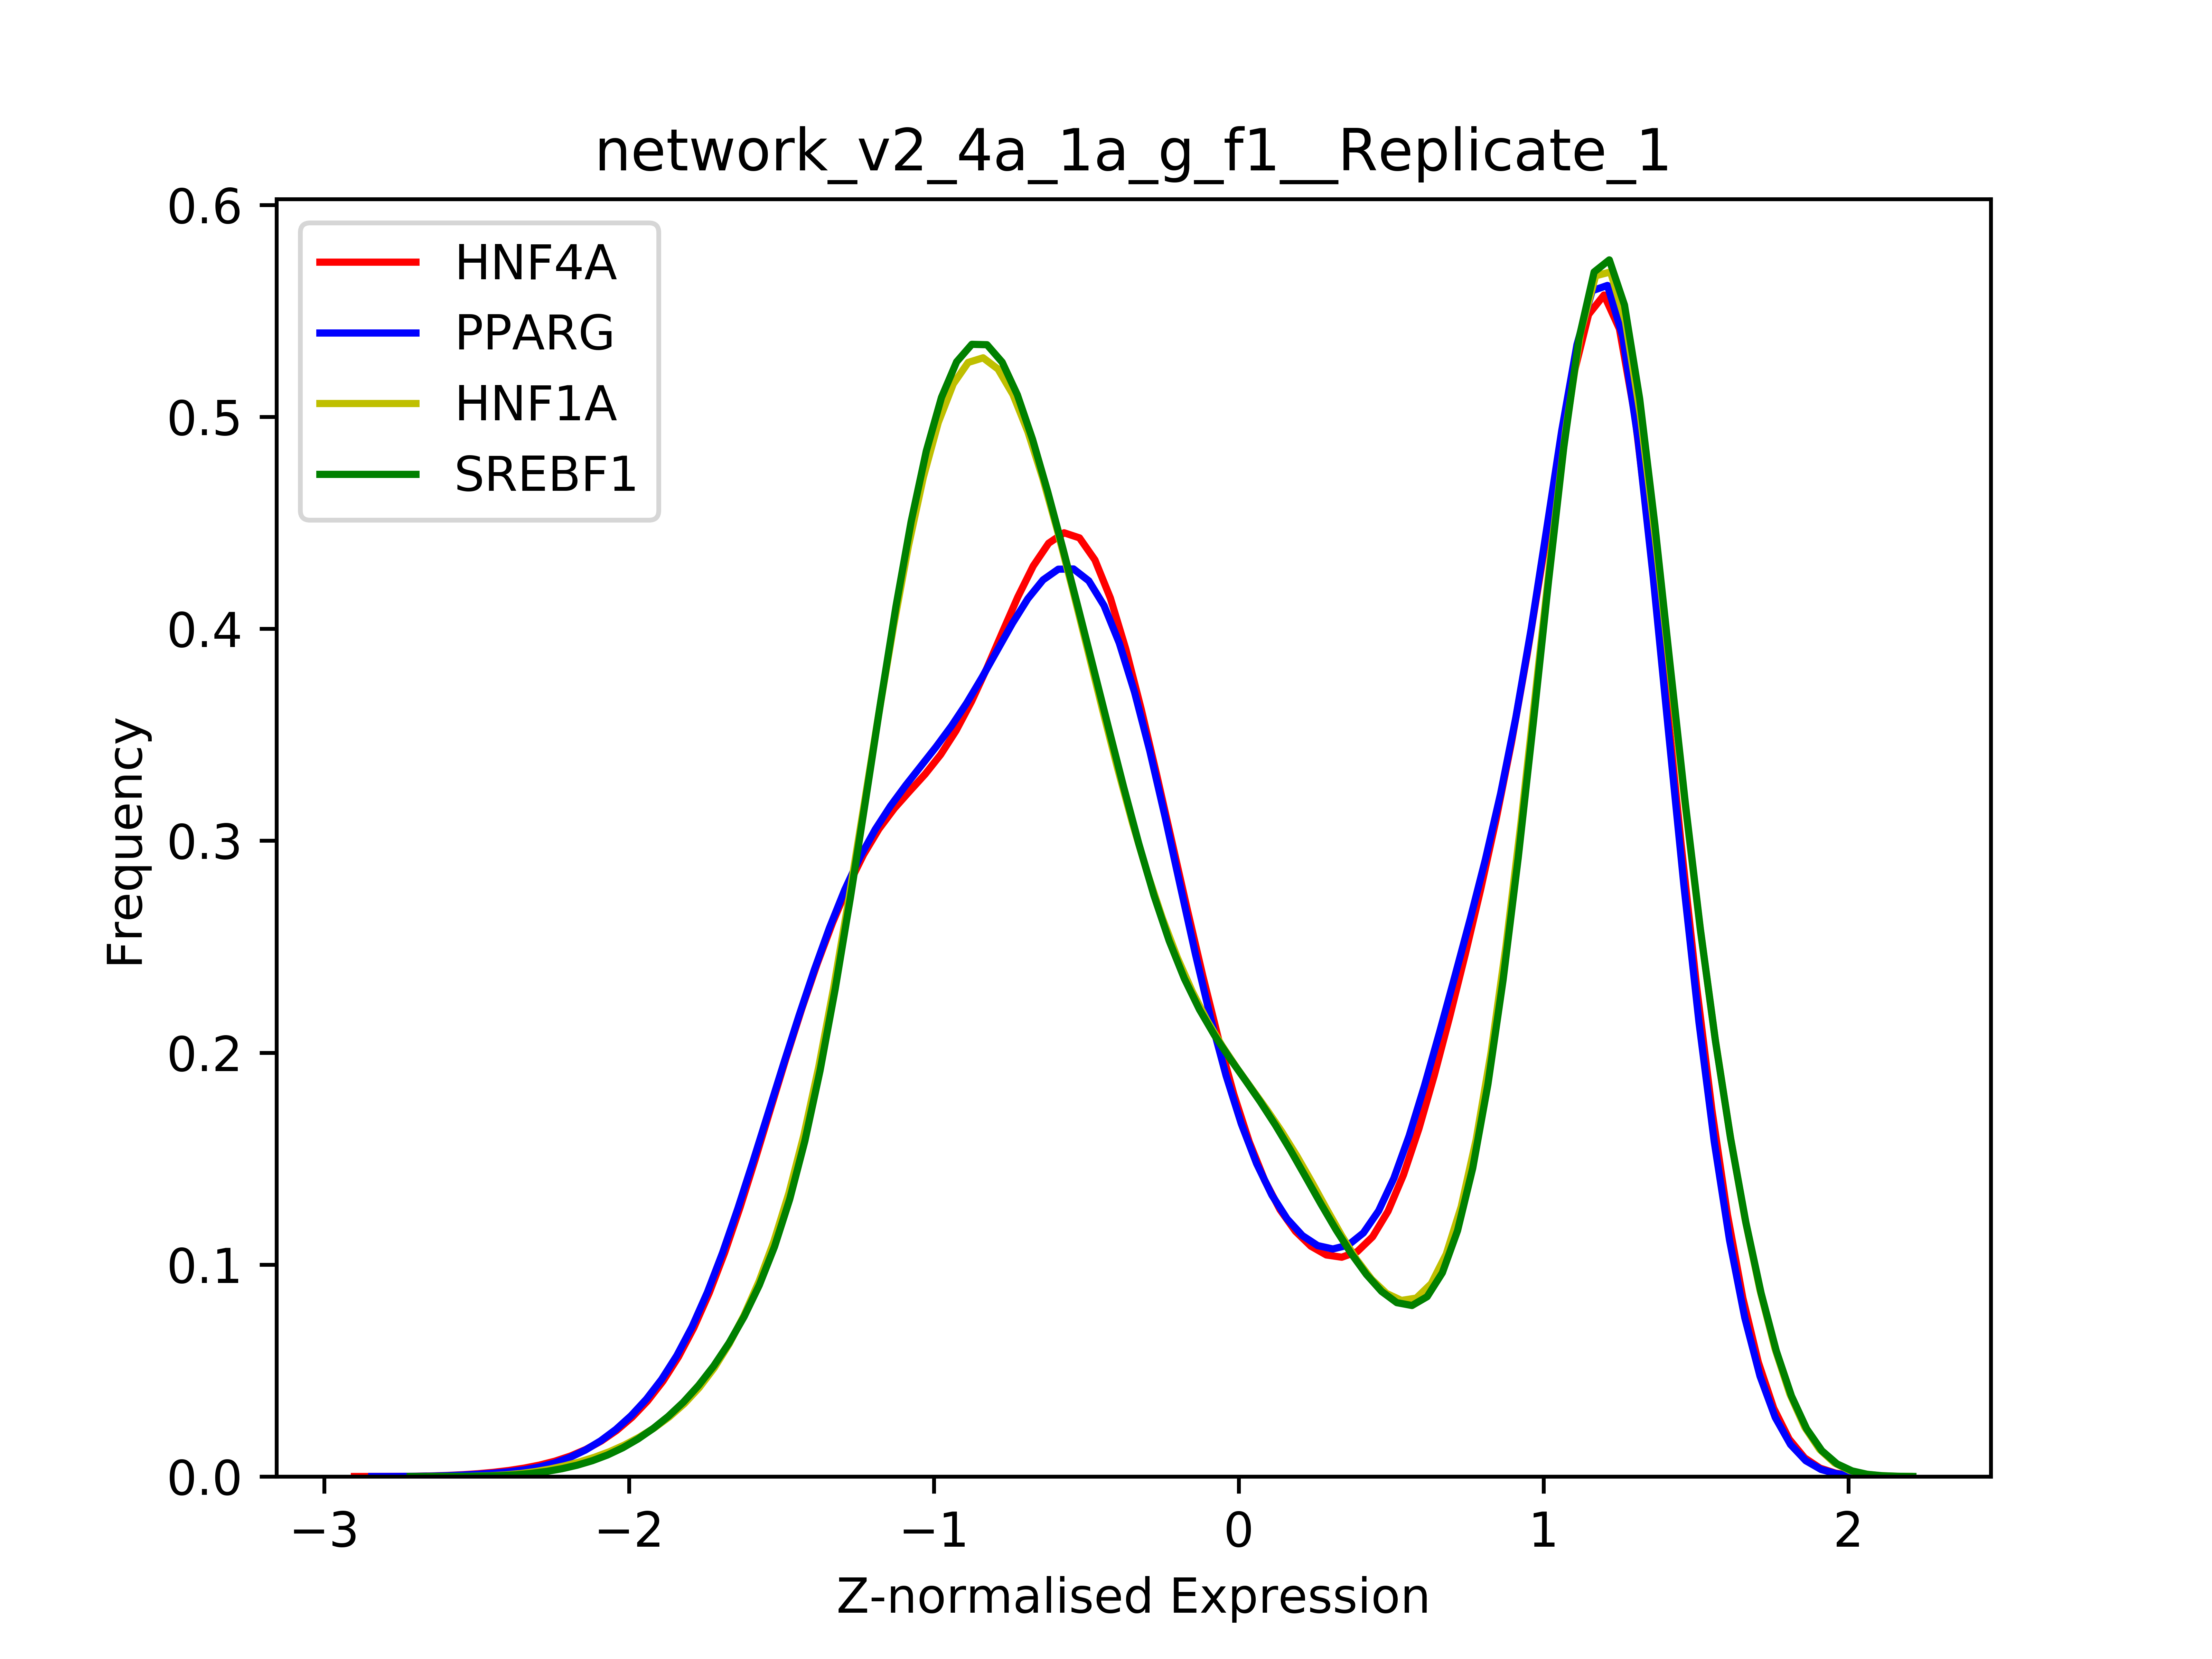 network_v2_4a_1a_g_f1__Replicate_1
HNF4A
PPARG
HNF1A
SREBF1
0.6
0.5
0.4
0.3
0.2
0.1
0.0
Frequency
−3 −2 −1 0 1 2
Z-normalised Expression